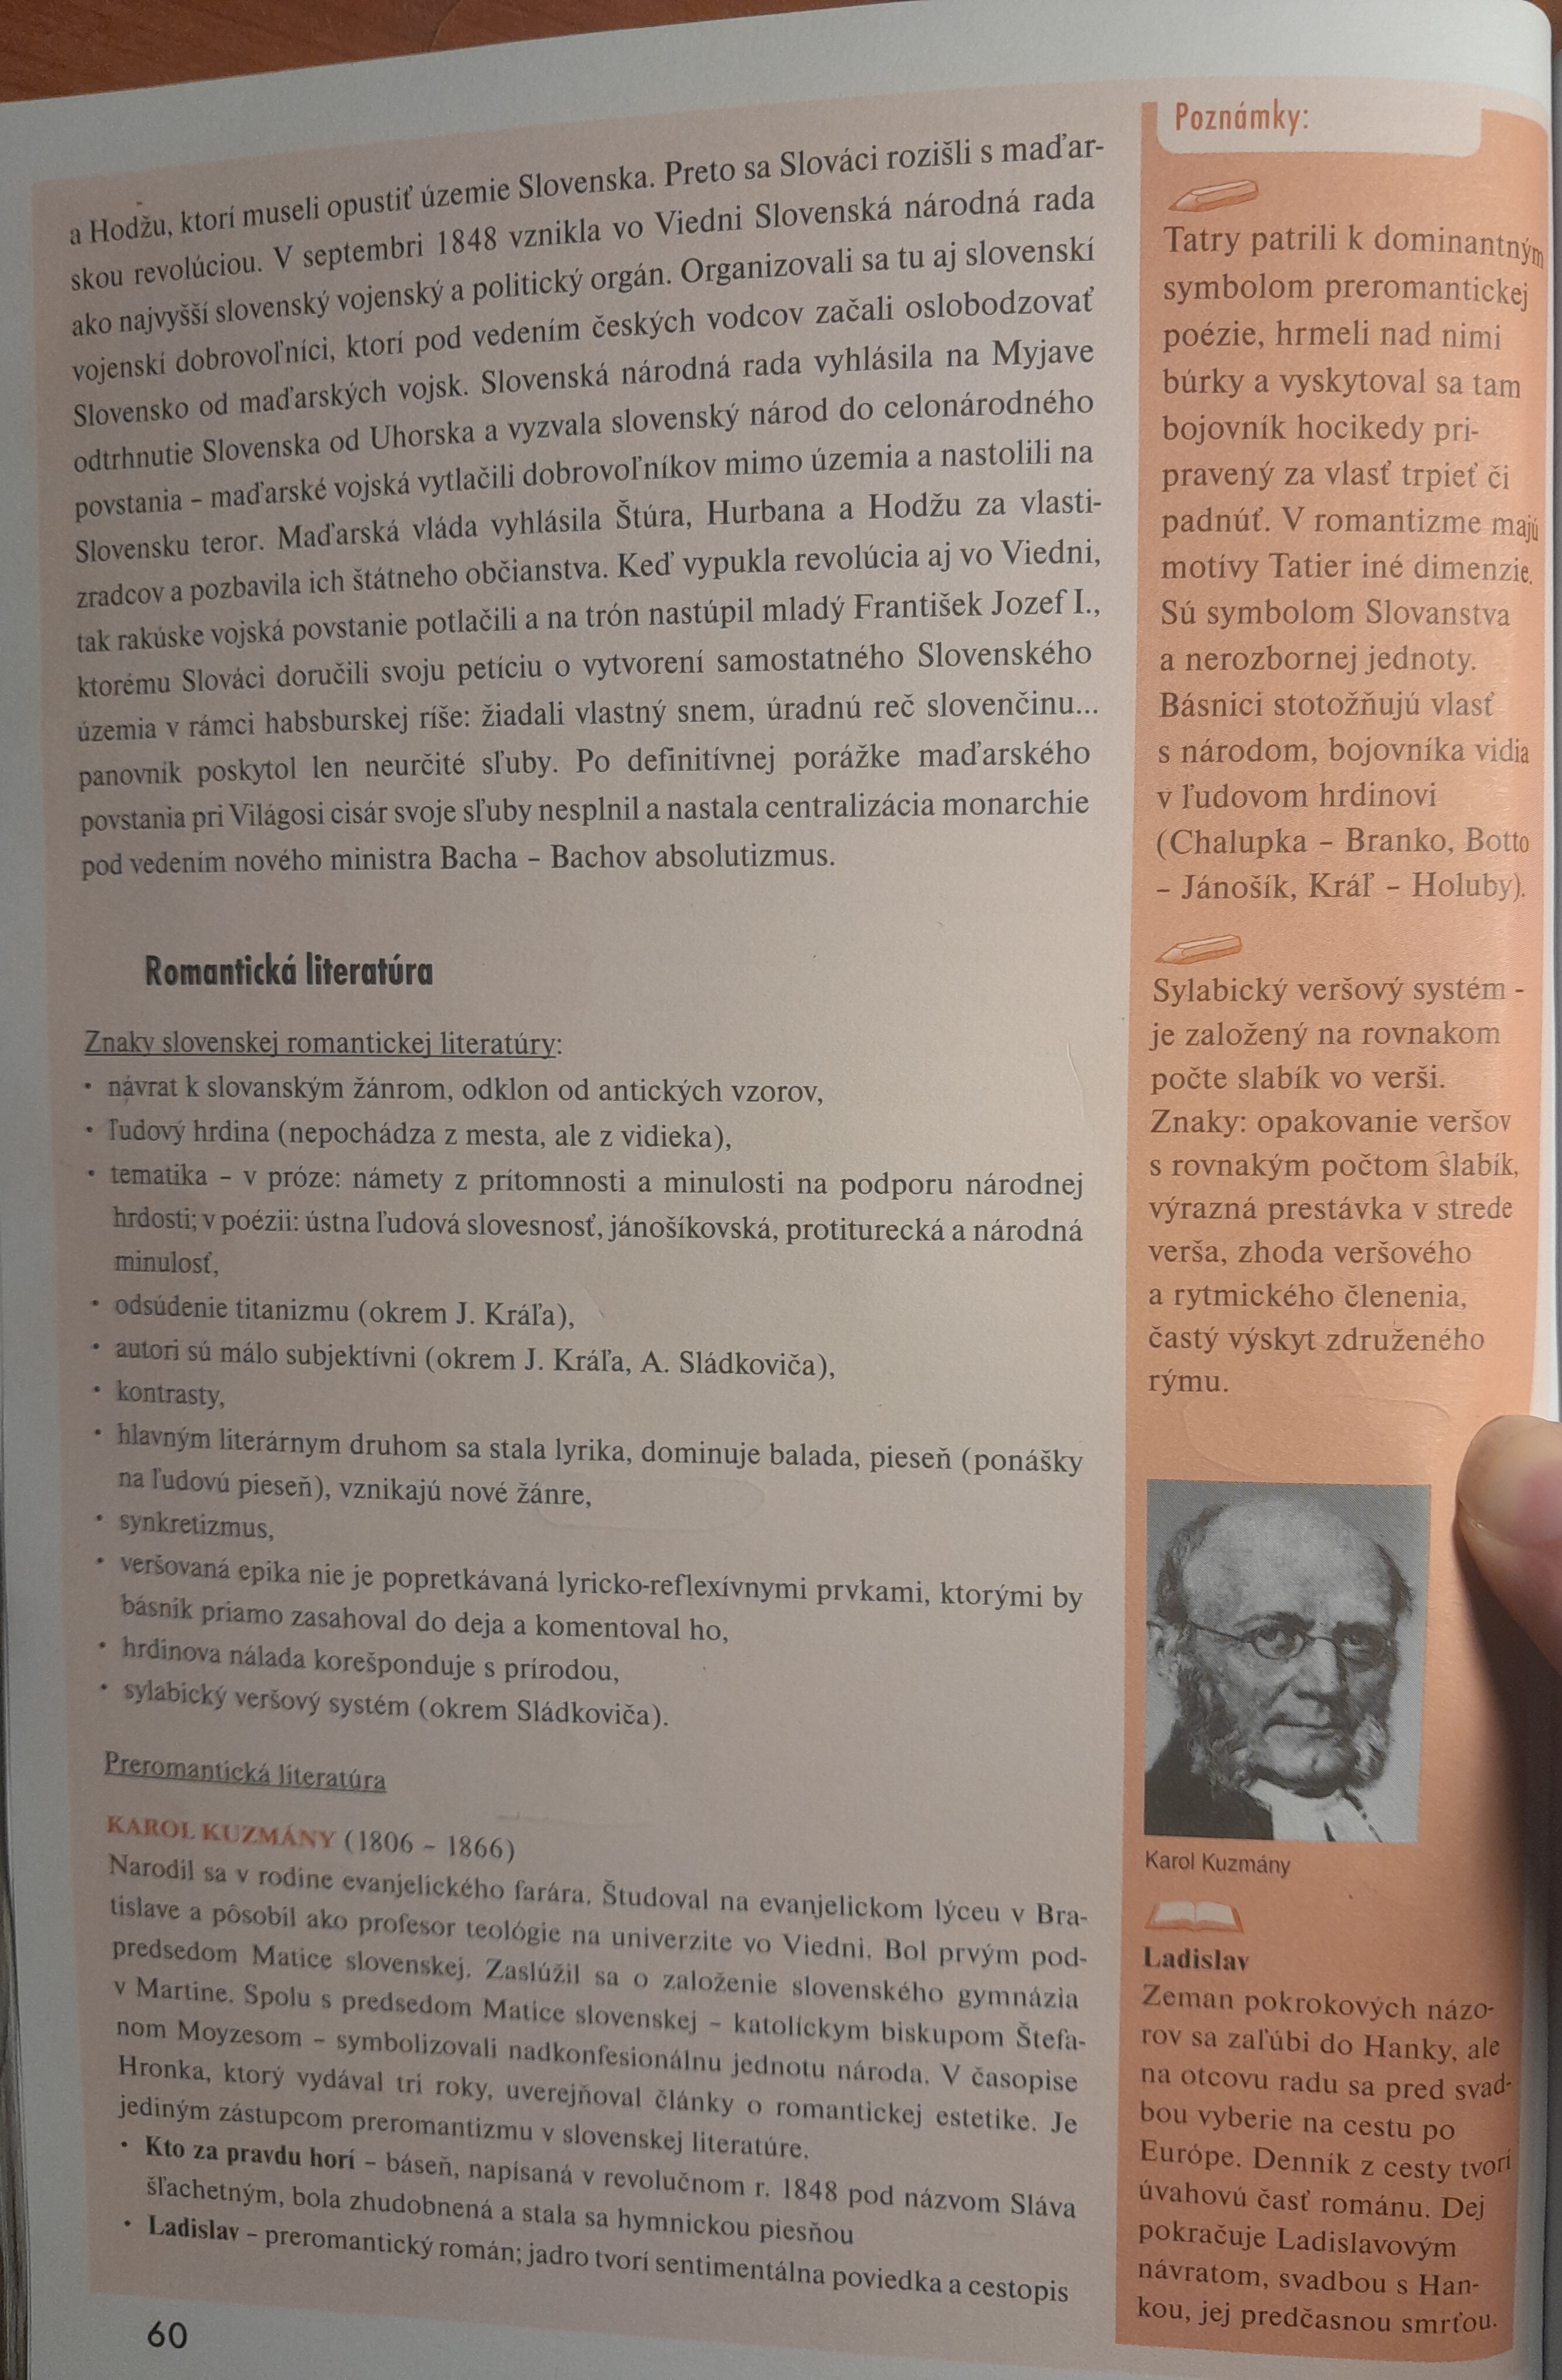 a Hodžu, ktorí museli opustiť územie Slovenska. Preto sa Slováci rozišli s maďar-
skou revolúciou. V septembri 1848 vznikla vo Viedni Slovenská národná rada
ako najvyšší slovenský vojenský a politický orgán. Organizovali sa tu aj slovenskí
vojenskí dobrovoľníci, ktorí pod vedením českých vodcov začali oslobodzovať
Slovensko od maďarských vojsk. Slovenská národná rada vyhlásila na Myjave
odtrhnutie Slovenska od Uhorska a vyzvala slovenský národ do celonárodného
povstania – maďarské vojská vytlačili dobrovoľníkov mimo územia a nastolili na
Slovensku teror. Maďarská vláda vyhlásila Štúra, Hurbana a Hodžu za vlasti-
zradcov a pozbavila ich štátneho občianstva. Keď vypukla revolúcia aj vo Viedni,
tak rakúske vojská povstanie potlačili a na trón nastúpil mladý František Jozef I.,
ktorému Slováci doručili svoju petíciu o vytvorení samostatného Slovenského
územia v rámci habsburskej ríše: žiadali vlastný snem, úradnú reč slovenčinu...
panovník poskytol len neurčité sľuby. Po definitívnej porážke maďarského
povstania pri Világosi cisár svoje sľuby nesplnil a nastala centralizácia monarchie
pod vedením nového ministra Bacha – Bachov absolutizmus.
Romantická literatúra
Znaky slovenskej romantickej literatúry:
• návrat k slovanským žánrom, odklon od antických vzorov,
• ľudový hrdina (nepochádza z mesta, ale z vidieka),
• tematika – v próze: námety z prítomnosti a minulosti na podporu národnej
hrdosti; v poézii: ústna ľudová slovesnosť, jánošíkovská, protiturecká a národná
minulosť,
• odsúdenie titanizmu (okrem J. Kráľa),
• autori sú málo subjektívni (okrem J. Kráľa, A. Sládkoviča),
• kontrasty,
• hlavným literárnym druhom sa stala lyrika, dominuje balada, pieseň (ponášky
na ľudovú pieseň), vznikajú nové žánre,
• synkretizmus,
• veršovaná epika nie je popretkávaná lyricko-reflexívnymi prvkami, ktorými by
básnik priamo zasahoval do deja a komentoval ho,
• hrdinova nálada korešponduje s prírodou,
• sylabický veršový systém (okrem Sládkoviča).
Preromantická literatúra
KAROL KUZMÁNY (1806 – 1866)
Narodil sa v rodine evanjelického farára. Študoval na evanjelickom lýceu v Bra-
tislave a pôsobil ako profesor teológie na univerzite vo Viedni. Bol prvým pod-
predsedom Matice slovenskej. Zaslúžil sa o založenie slovenského gymnázia
v Martine. Spolu s predsedom Matice slovenskej – katolíckym biskupom Štefa-
nom Moyzesom – symbolizovali nadkonfesionálnu jednotu národa. V časopise
Hronka, ktorý vydával tri roky, uverejňoval články o romantickej estetike. Je
jediným zástupcom preromantizmu v slovenskej literatúre.
• Kto za pravdu horí – báseň, napísaná v revolučnom r. 1848 pod názvom Sláva
šľachetným, bola zhudobnená a stala sa hymnickou piesňou
• Ladislav – preromantický román; jadro tvorí sentimentálna poviedka a cestopis
60
Poznámky:
Tatry patrili k dominantným
symbolom preromantickej
poézie, hrmeli nad nimi
búrky a vyskytoval sa tam
bojovník hocikedy pri-
pravený za vlasť trpieť či
padnúť. V romantizme majú
motívy Tatier iné dimenzie.
Sú symbolom Slovanstva
a nerozbornej jednoty.
Básnici stotožňujú vlasť
s národom, bojovníka vidia
v ľudovom hrdinovi
(Chalupka – Branko, Botto
– Jánošík, Kráľ – Holuby).
Sylabický veršový systém -
je založený na rovnakom
počte slabík vo verši.
Znaky: opakovanie veršov
s rovnakým počtom slabík,
výrazná prestávka v strede
verša, zhoda veršového
a rytmického členenia,
častý výskyt združeného
rýmu.
Karol Kuzmány
Ladislav
Zeman pokrokových názo-
rov sa zaľúbi do Hanky, ale
na otcovu radu sa pred svad-
bou vyberie na cestu po
Európe. Denník z cesty tvorí
úvahovú časť románu. Dej
pokračuje Ladislavovým
návratom, svadbou s Han-
kou, jej predčasnou smrťou.